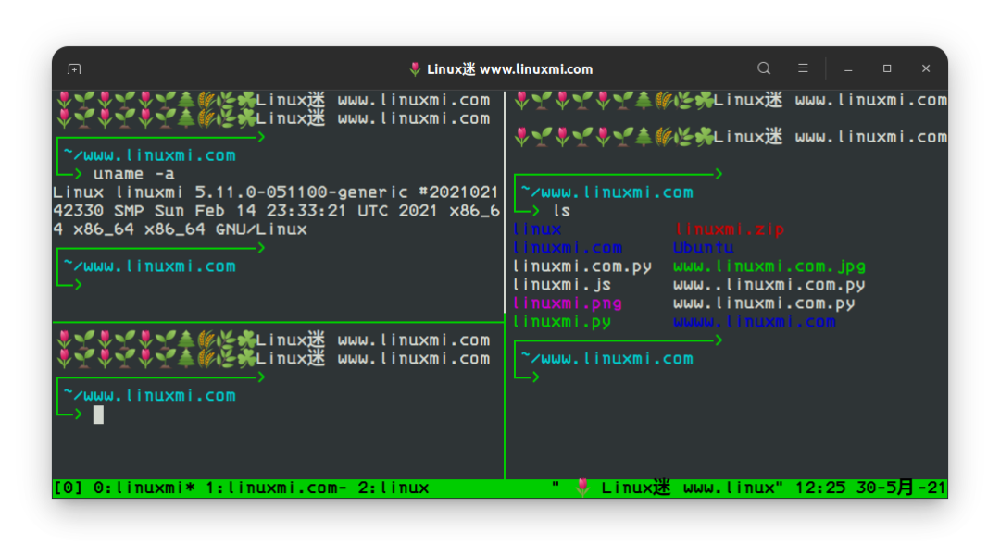 Linux迷 www.linuxmi.com
Linux迷 www.linuxmi.com
Linux迷 www.linuxmi.com
~/www.linuxmi.com
> uname -a
Linux linuxmi 5.11.0-051100-generic #2021021
42330 SMP Sun Feb 14 23:33:21 UTC 2021 x86_6
4 x86_64 x86_64 GNU/Linux
~/www.linuxmi.com
>
Linux迷 www.linuxmi.com
Linux迷 www.linuxmi.com
~/www.linuxmi.com
>
Linux迷 www.linuxmi.com
Linux迷 www.linuxmi.com
~/www.linuxmi.com
> ls
linux linuxmi.zip
linuxmi.com Ubuntu
linuxmi.com.py www.linuxmi.com.jpg
linuxmi.js www..linuxmi.com.py
linuxmi.png www.linuxmi.com.py
linuxmi.py wwww.linuxmi.com
~/www.linuxmi.com
>
[0] 0:linuxmi* 1:linuxmi.com- 2:linux " 🌷 Linux迷 www.linux" 12:25 30-5月-21